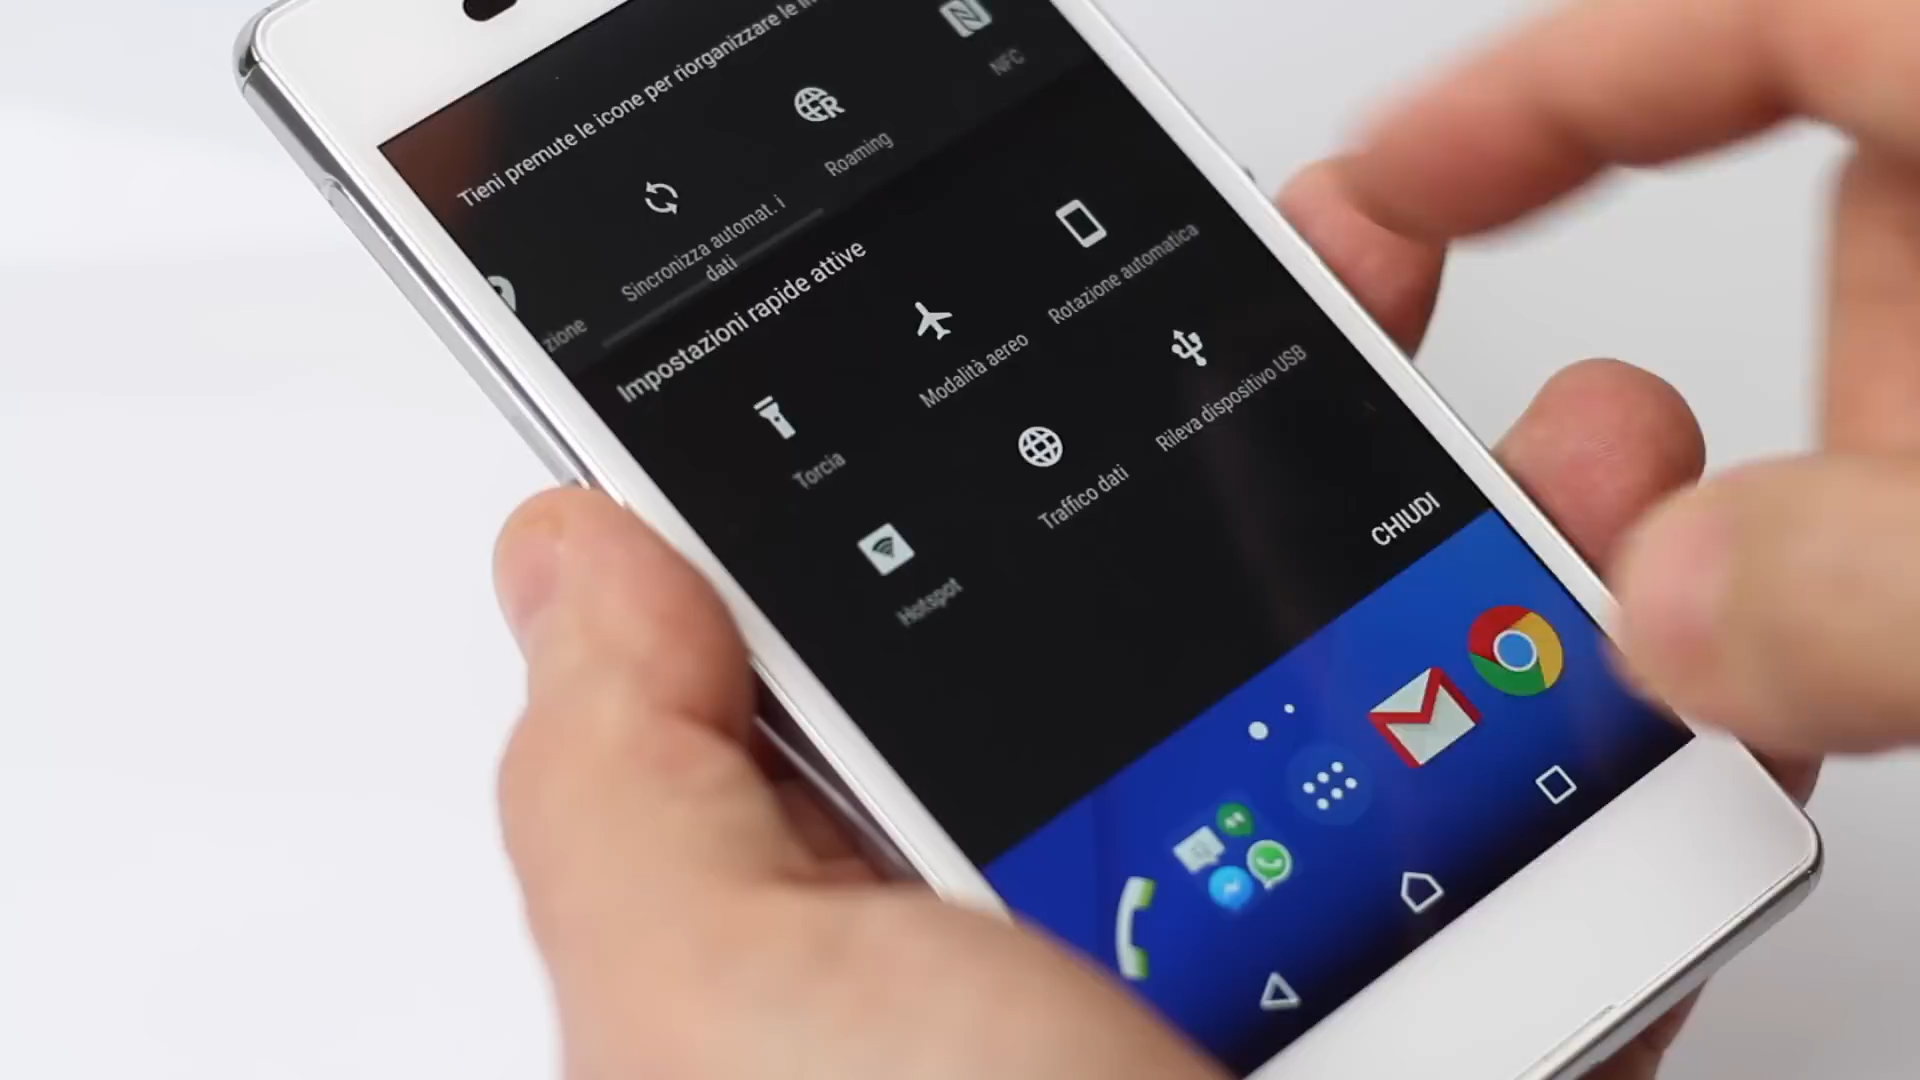 Tieni premute le icone per riorganizzare le
NFC
Roaming
Sincronizza automat. i
dati
zione
Impostazioni rapide attive
Rotazione automatica
Modalità aereo
Torcia
Rileva dispositivo USB
Traffico dati
Hotspot
CHIUDI